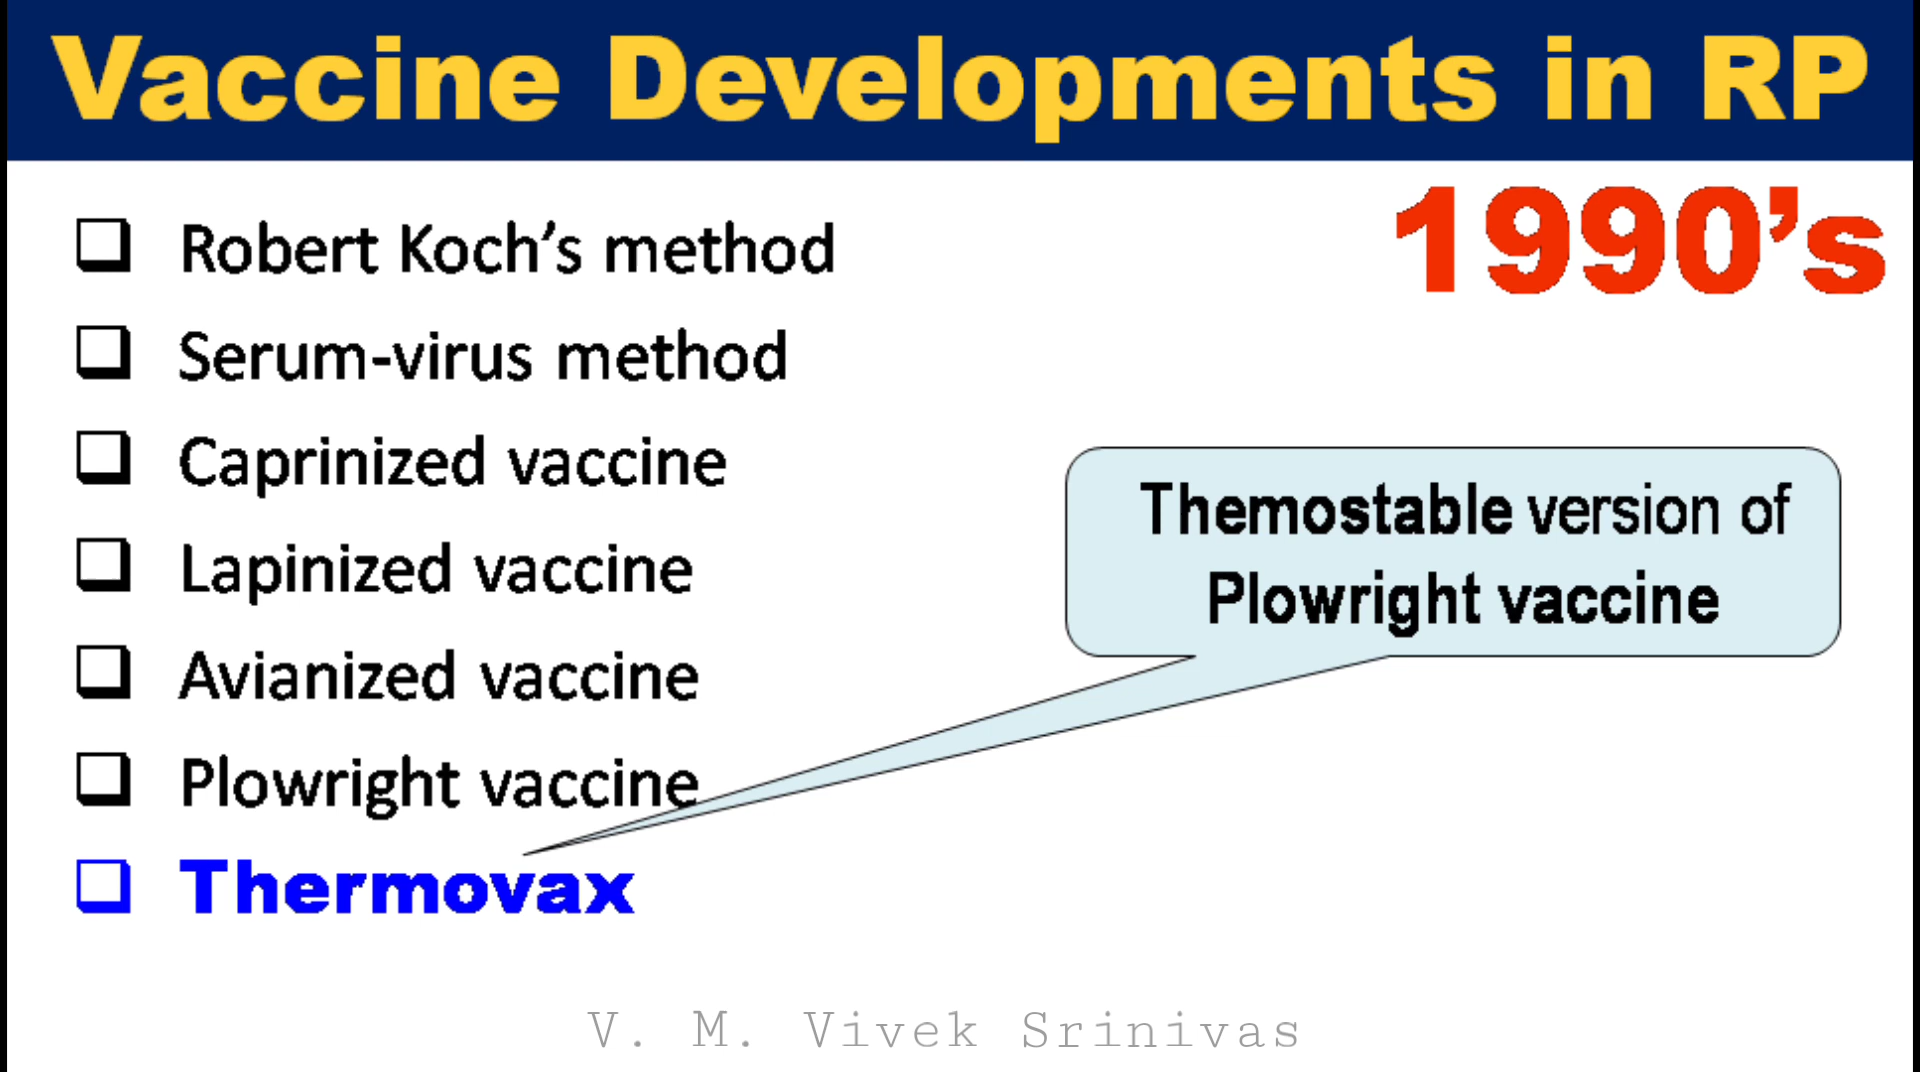 Vaccine Developments in RP
1990’s
Robert Koch’s method
Serum-virus method
Caprinized vaccine
Lapinized vaccine
Avianized vaccine
Plowright vaccine
Thermovax
Themostable version of
Plowright vaccine
V. M. Vivek Srinivas